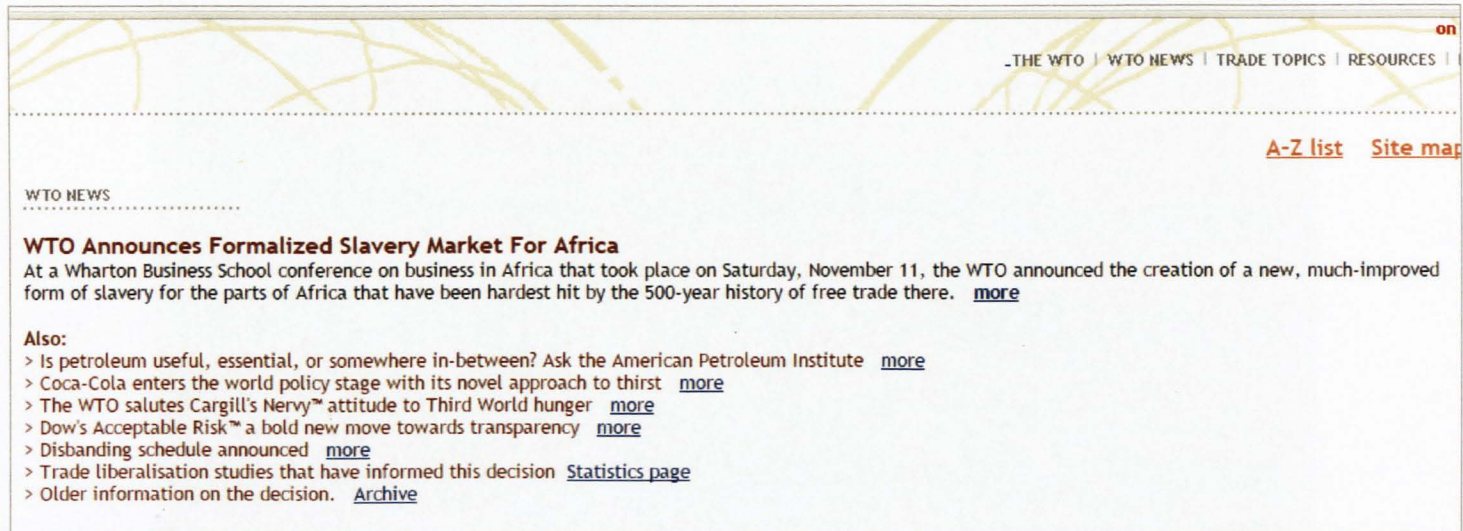 on
_THE WTO | WTO NEWS | TRADE TOPICS | RESOURCES |
A-Z list Site map
WTO NEWS
WTO Announces Formalized Slavery Market For Africa
At a Wharton Business School conference on business in Africa that took place on Saturday, November 11, the WTO announced the creation of a new, much-improved
form of slavery for the parts of Africa that have been hardest hit by the 500-year history of free trade there. more
Also:
> Is petroleum useful, essential, or somewhere in-between? Ask the American Petroleum Institute more
> Coca-Cola enters the world policy stage with its novel approach to thirst more
> The WTO salutes Cargill's Nervy™ attitude to Third World hunger more
> Dow's Acceptable Risk™ a bold new move towards transparency more
> Disbanding schedule announced more
> Trade liberalisation studies that have informed this decision Statistics page
> Older information on the decision. Archive